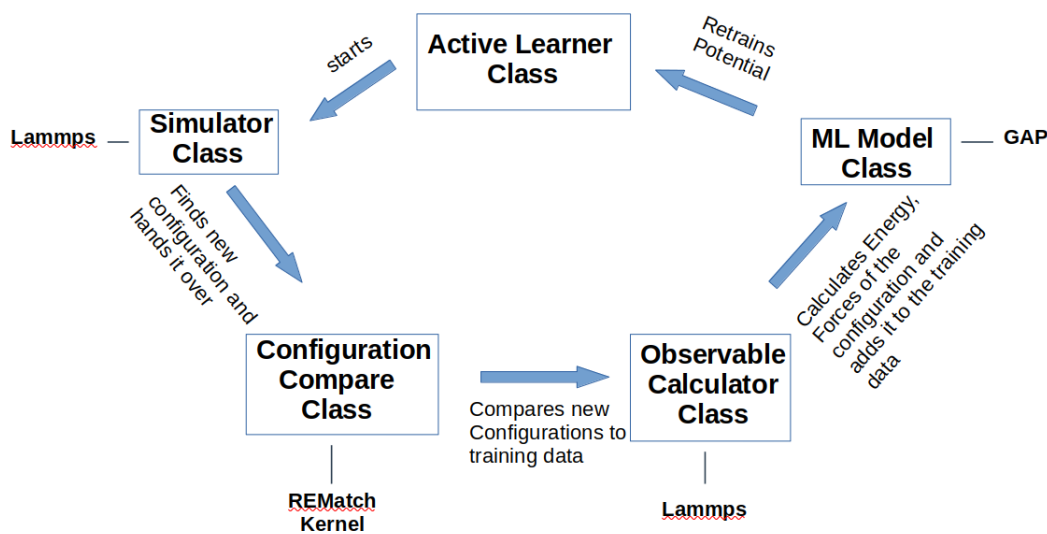 Active Learner
Class
starts
Retrains
Potential
Simulator
Class
Lammps
ML Model
Class
GAP
Finds new
configuration and
hands it over
Calculates Energy,
Forces of the
configuration and
adds it to the training
data
Configuration
Compare
Class
Compares new
Configurations to
training data
Observable
Calculator
Class
REMatch
Kernel
Lammps